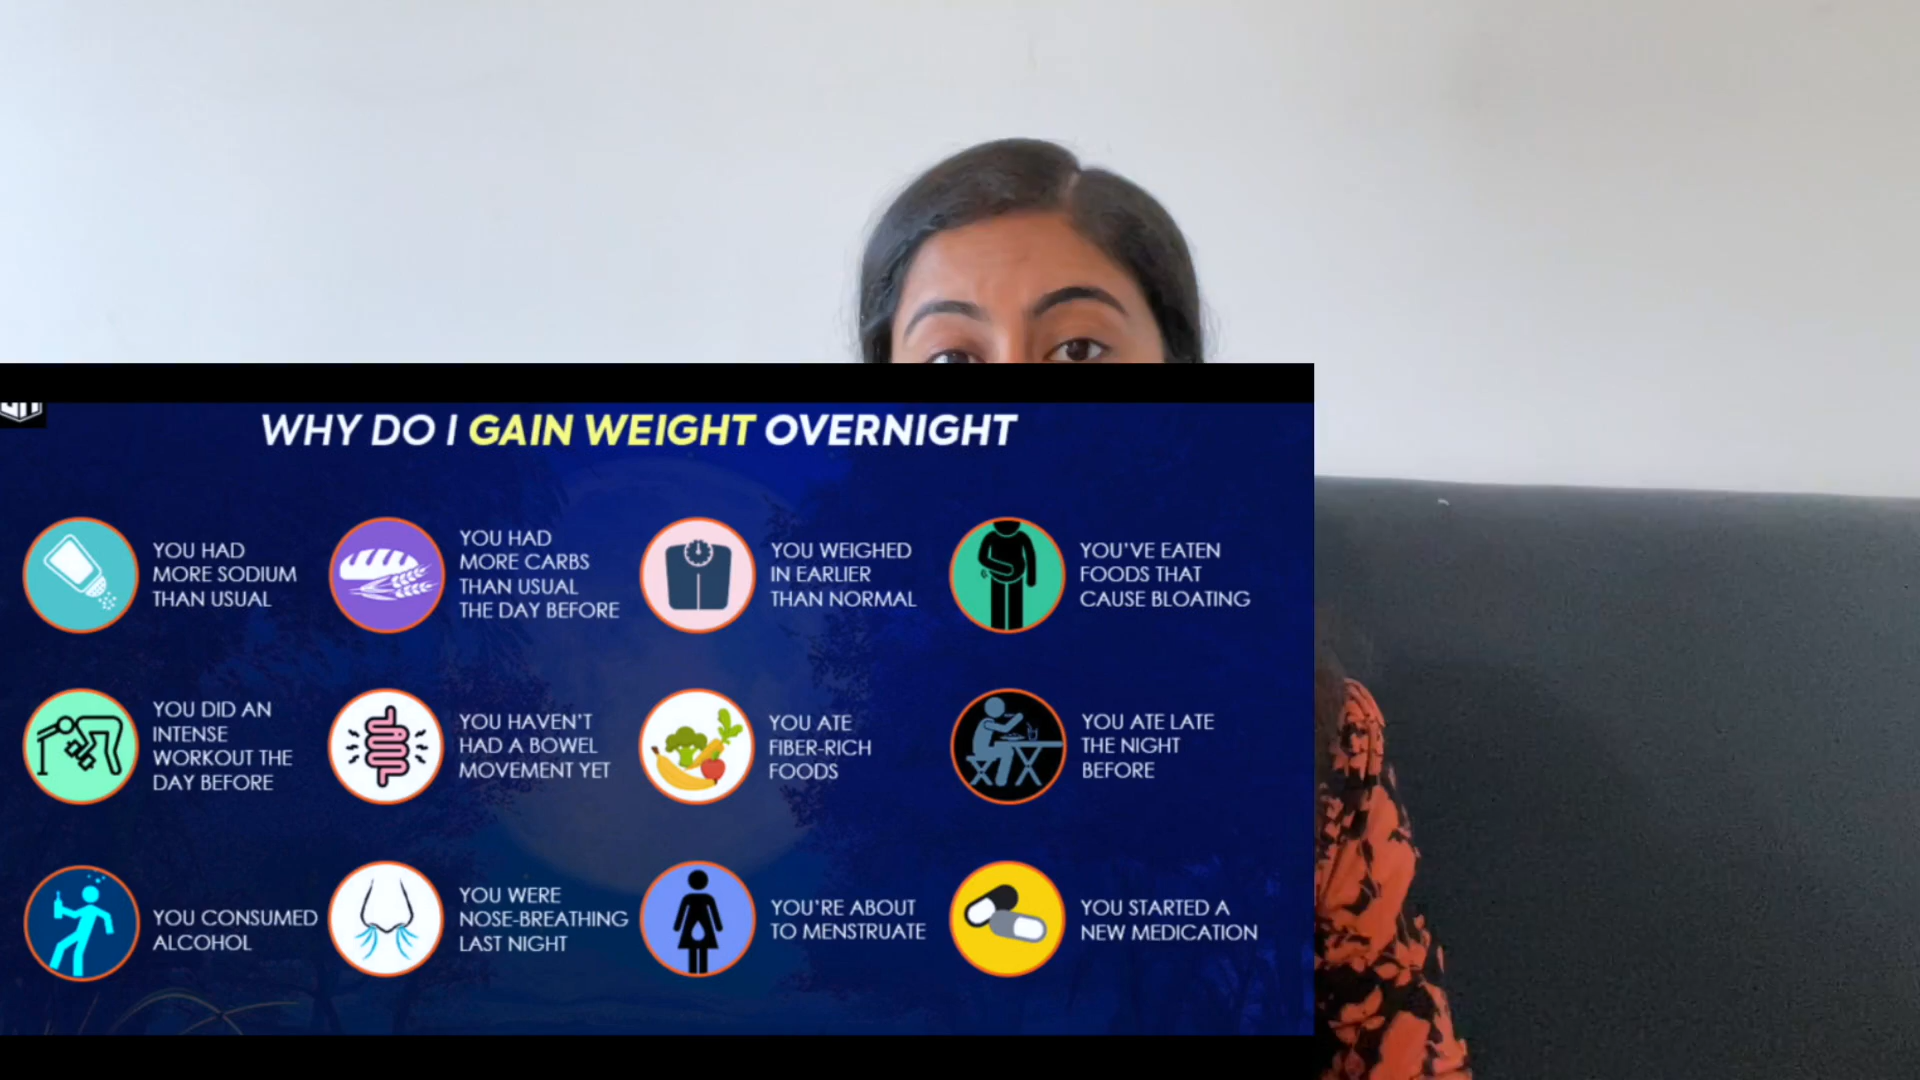 WHY DO I GAIN WEIGHT OVERNIGHT
YOU HAD
MORE SODIUM
THAN USUAL
YOU HAD
MORE CARBS
THAN USUAL
THE DAY BEFORE
YOU WEIGHED
IN EARLIER
THAN NORMAL
YOU'VE EATEN
FOODS THAT
CAUSE BLOATING
YOU DID AN
INTENSE
WORKOUT THE
DAY BEFORE
YOU HAVEN'T
HAD A BOWEL
MOVEMENT YET
YOU ATE
FIBER-RICH
FOODS
YOU ATE LATE
THE NIGHT
BEFORE
YOU CONSUMED
ALCOHOL
YOU WERE
NOSE-BREATHING
LAST NIGHT
YOU'RE ABOUT
TO MENSTRUATE
YOU STARTED A
NEW MEDICATION